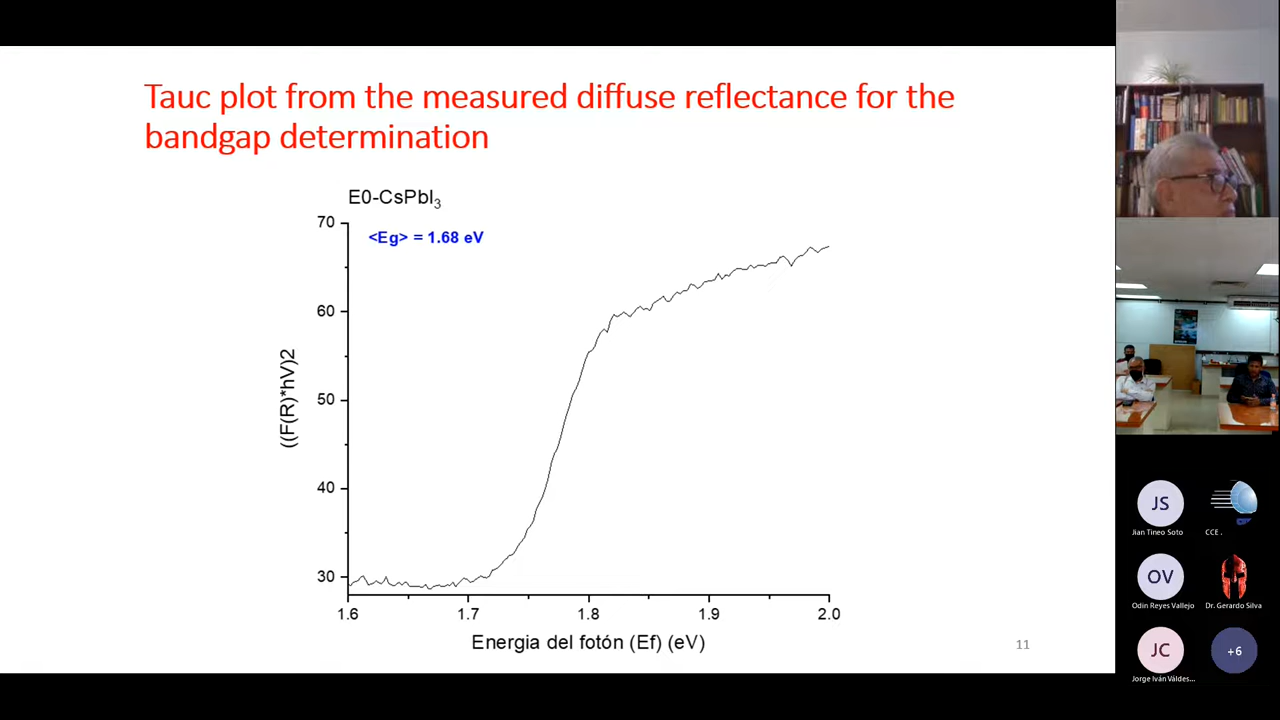 Tauc plot from the measured diffuse reflectance for the
bandgap determination
E0-CsPbI₃
<Eg> = 1.68 eV
((F(R)*hV)2
70
60
50
40
30
1.6 1.7 1.8 1.9 2.0
Energia del fotón (Ef) (eV)
11
JS
Jian Tineo Soto
CCE .
OV
Odin Reyes Vallejo
Dr. Gerardo Silva
JC
Jorge Iván Váldes...
+6